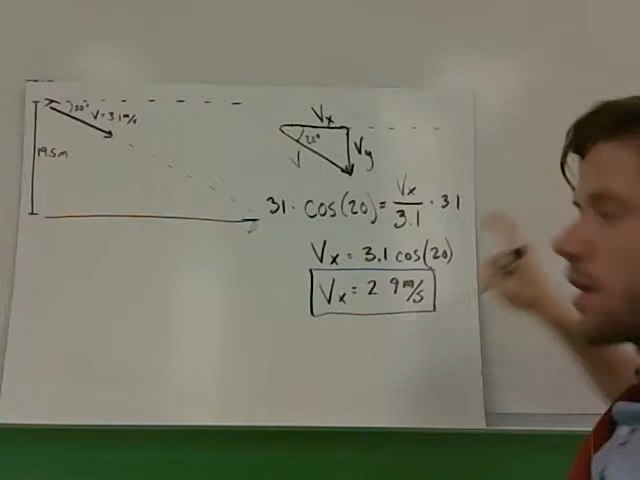 20° V = 3.1 m/s
19.5m
Vx
20°
V
Vy
3.1 · cos(20) = Vx/3.1 · 3.1
Vx = 3.1 cos(20)
Vx = 2.9 m/s